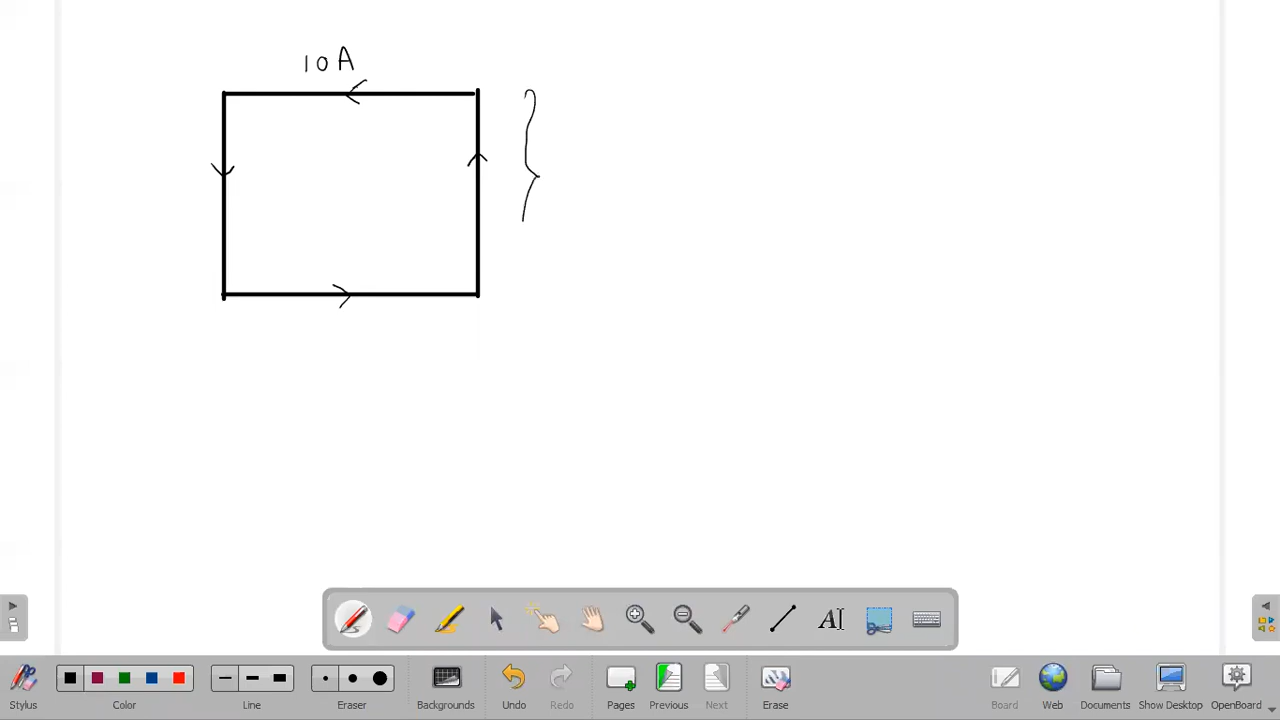 10A
Stylus
Color
Line
Eraser
Backgrounds
Undo
Redo
Pages
Previous
Next
Erase
Board
Web
Documents
Show Desktop
OpenBoard